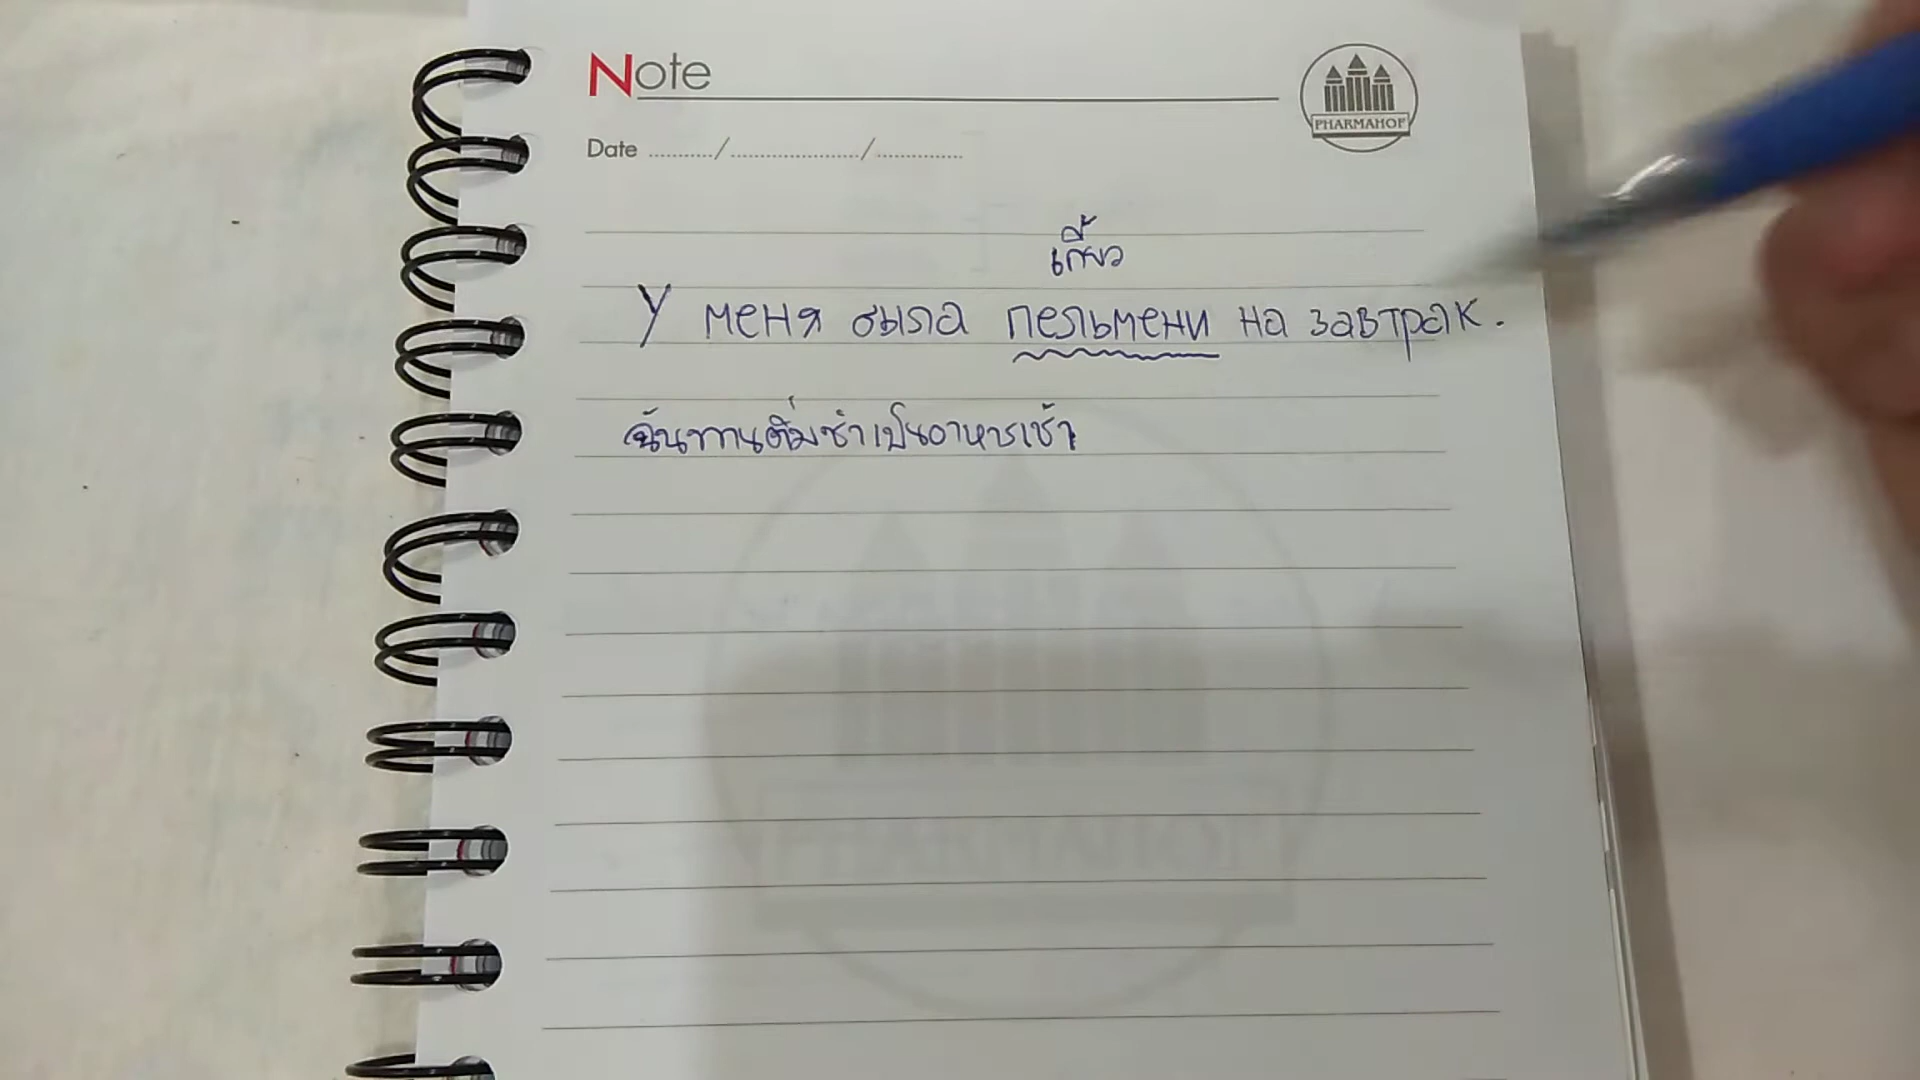 Note
PHARMAHOF
Date ........../..................../.............
เกี๊ยว
У меня была пельмени на завтрак.
ฉันทานติ่มซำเป็นอาหารเช้า